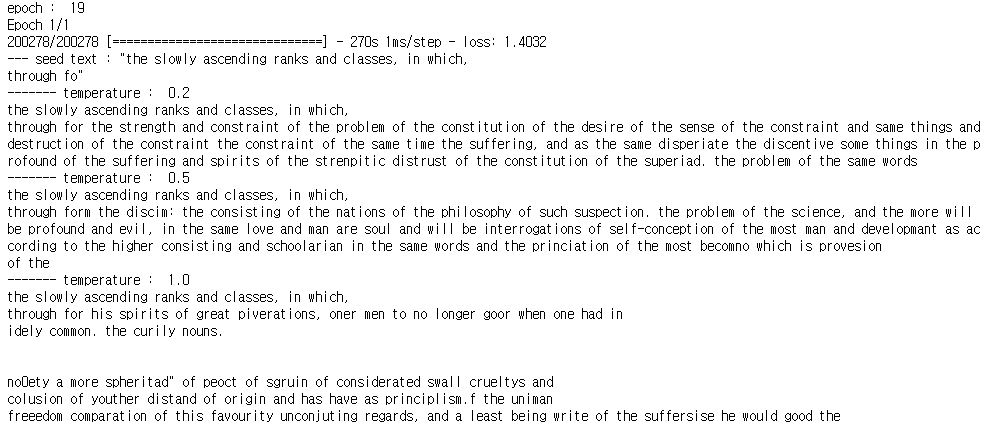 epoch :  19
Epoch 1/1
200278/200278 [==============================] - 270s 1ms/step - loss: 1.4032
--- seed text : "the slowly ascending ranks and classes, in which,
through fo"
------- temperature :  0.2
the slowly ascending ranks and classes, in which,
through for the strength and constraint of the problem of the constitution of the desire of the sense of the constraint and same things and
destruction of the constraint the constraint of the same time the suffering, and as the same disperiate the discentive some things in the p
rofound of the suffering and spirits of the strenpitic distrust of the constitution of the superiad. the problem of the same words
------- temperature :  0.5
the slowly ascending ranks and classes, in which,
through form the discim: the consisting of the nations of the philosophy of such suspection. the problem of the science, and the more will
be profound and evil, in the same love and man are soul and will be interrogations of self-conception of the most man and developmant as ac
cording to the higher consisting and schoolarian in the same words and the princiation of the most becomno which is provesion
of the
------- temperature :  1.0
the slowly ascending ranks and classes, in which,
through for his spirits of great piverations, oner men to no longer goor when one had in
idely common. the curily nouns.
no0ety a more spheritad" of peoct of sgruin of considerated swall crueltys and
colusion of youther distand of origin and has have as principlism.f the uniman
freeedom comparation of this favourity unconjuting regards, and a least being write of the suffersise he would good the